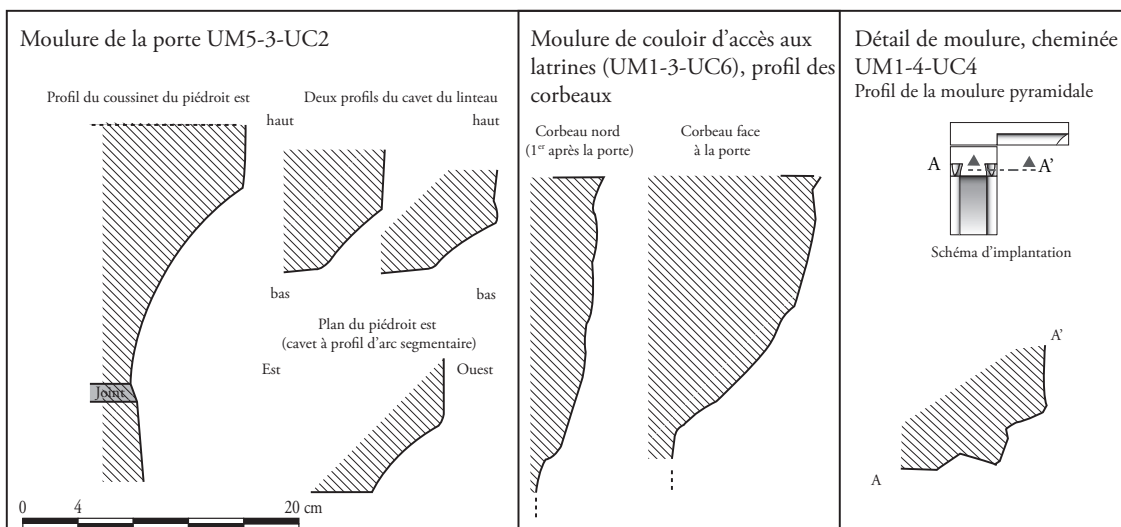 Moulure de la porte UM5-3-UC2
Profil du coussinet du piédroit est
Deux profils du cavet du linteau
haut
haut
bas
bas
Plan du piédroit est
(cavet à profil d'arc segmentaire)
Est
Ouest
Joint
0
4
20 cm
Moulure de couloir d'accès aux
latrines (UM1-3-UC6), profil des
corbeaux
Corbeau nord
(1er après la porte)
Corbeau face
à la porte
Détail de moulure, cheminée
UM1-4-UC4
Profil de la moulure pyramidale
A
A'
Schéma d'implantation
A'
A